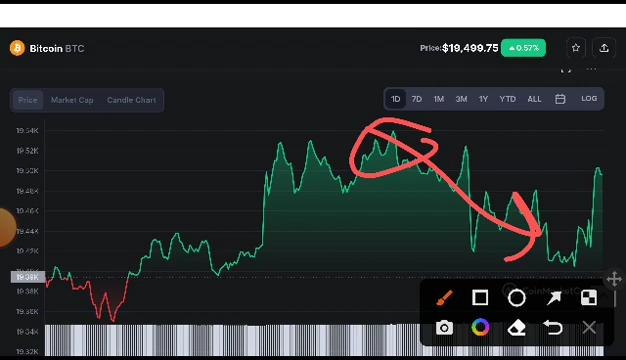 Bitcoin BTC
Price: $19,499.75 0.57%
Price Market Cap Candle Chart
1D 7D 1M 3M 1Y YTD ALL LOG
19.54K
19.52K
19.50K
19.48K
19.46K
19.44K
19.42K
19.38K
19.36K
19.34K
19.32K